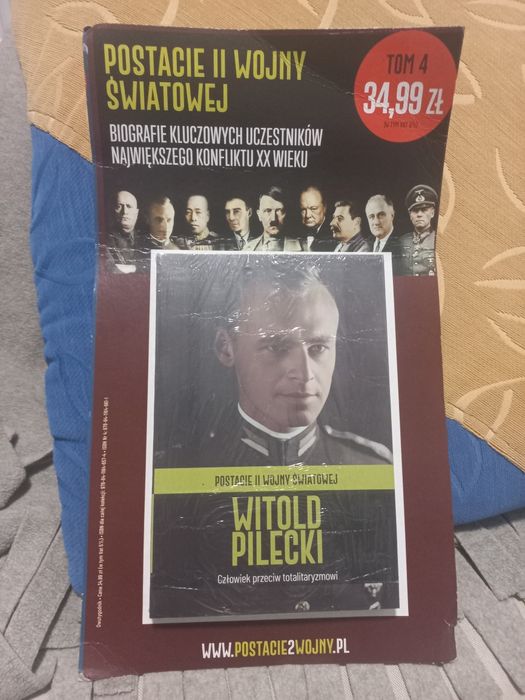 POSTACIE II WOJNY
ŚWIATOWEJ
TOM 4
34,99 ZŁ
BIOGRAFIE KLUCZOWYCH UCZESTNIKÓW
NAJWIĘKSZEGO KONFLIKTU XX WIEKU
POSTACIE II WOJNY ŚWIATOWEJ
WITOLD
PILECKI
Człowiek przeciw totalitaryzmowi
WWW.POSTACIE2WOJNY.PL